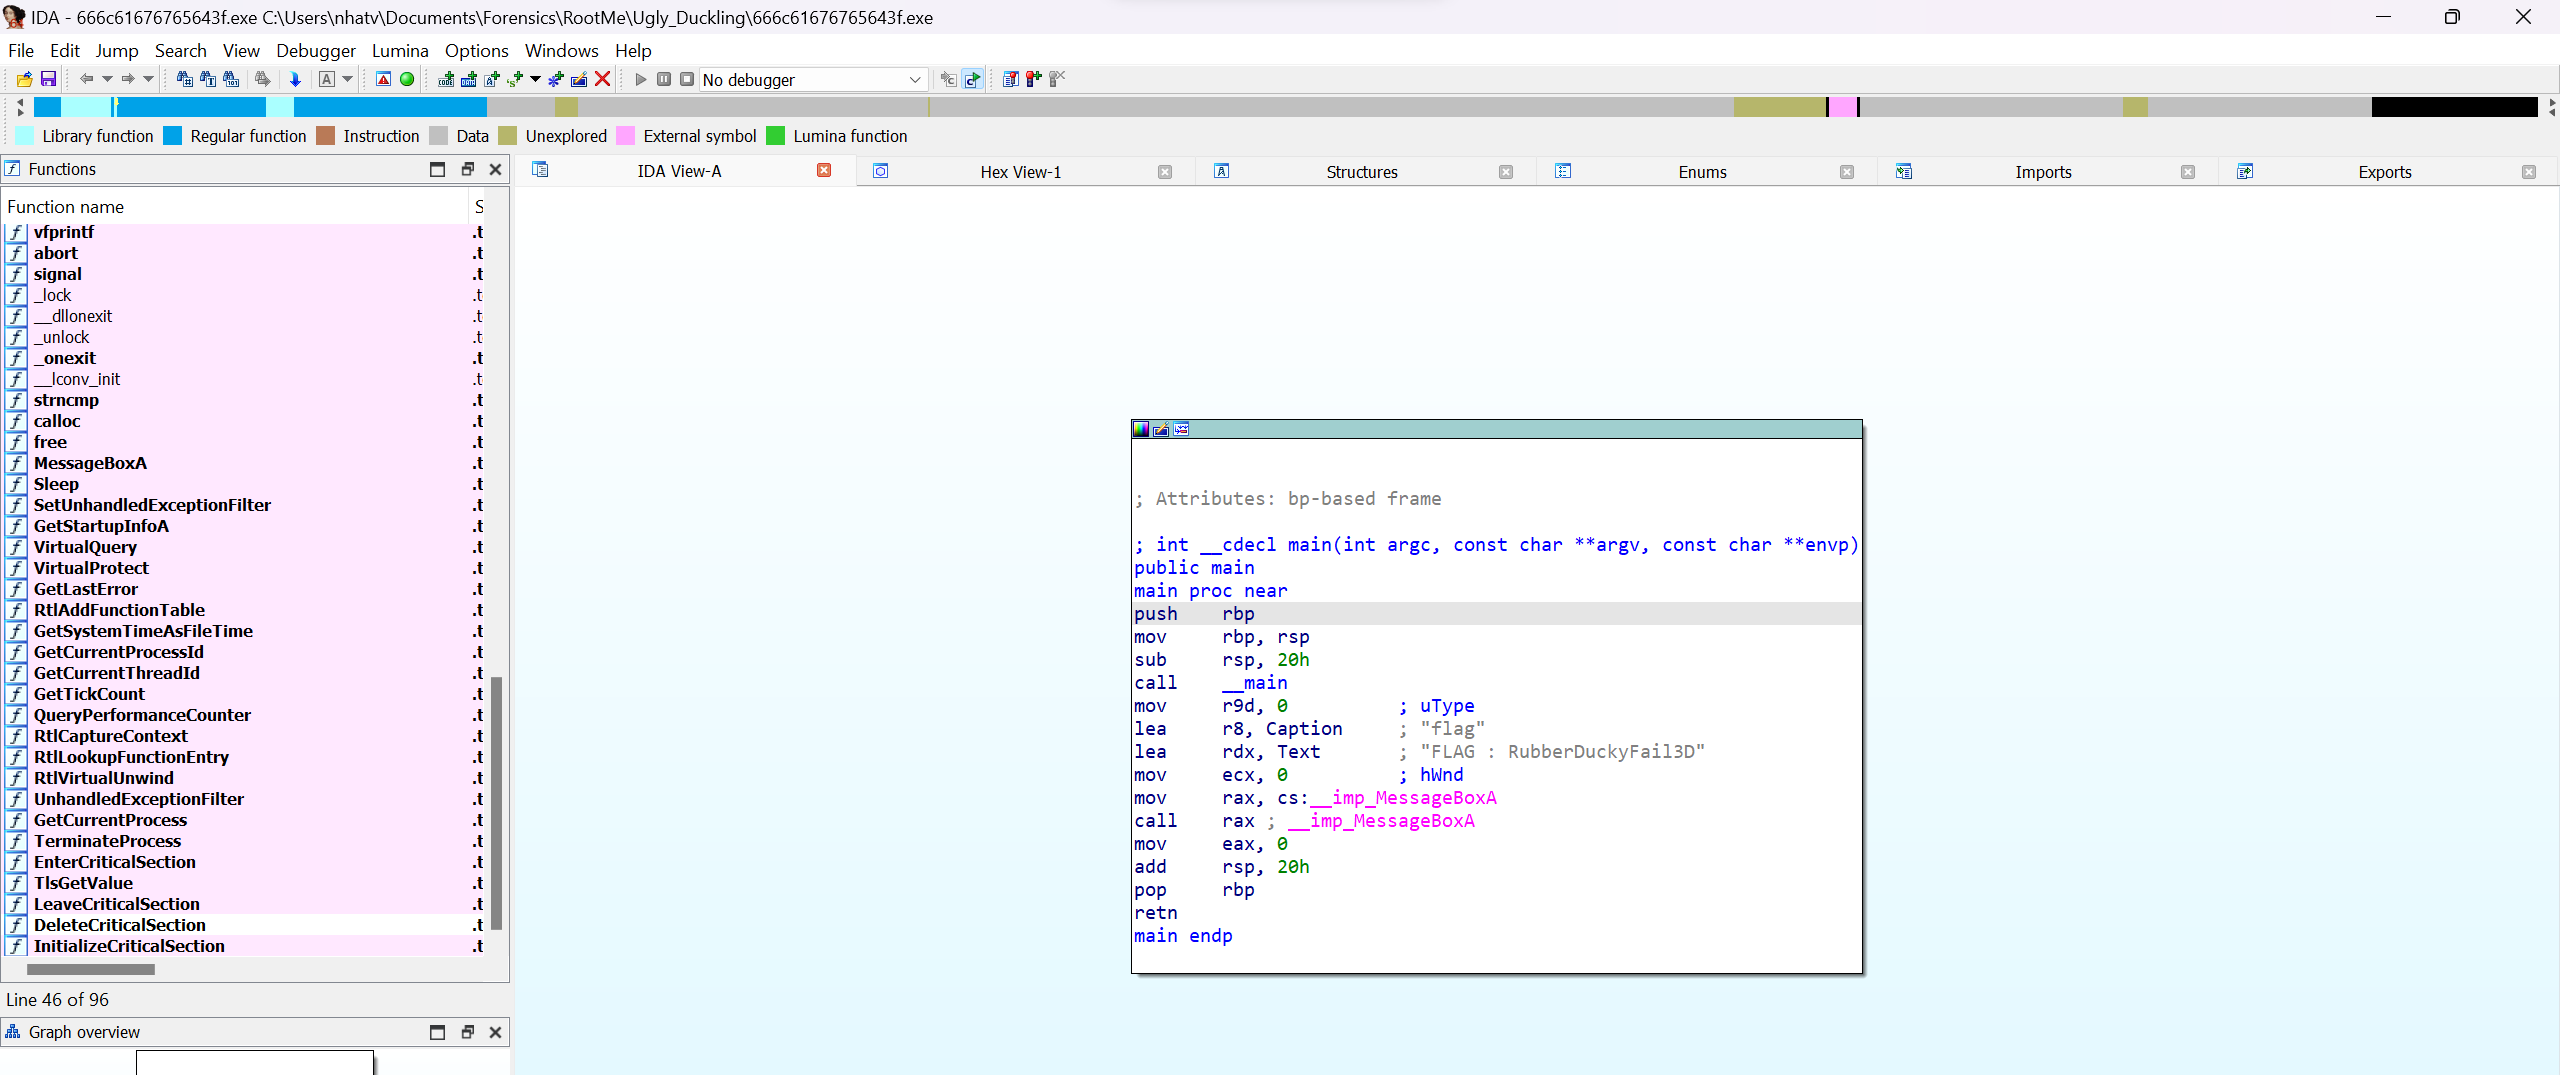 IDA - 666c61676765643f.exe C:\Users\nhatv\Documents\Forensics\RootMe\Ugly_Duckling\666c61676765643f.exe
File Edit Jump Search View Debugger Lumina Options Windows Help
No debugger
Library function Regular function Instruction Data Unexplored External symbol Lumina function
Functions
IDA View-A Hex View-1 Structures Enums Imports Exports
Function name S
vfprintf .t
abort .t
signal .t
_lock .t
__dllonexit .t
_unlock .t
_onexit .t
__lconv_init .t
strncmp .t
calloc .t
free .t
MessageBoxA .t
Sleep .t
SetUnhandledExceptionFilter .t
GetStartupInfoA .t
VirtualQuery .t
VirtualProtect .t
GetLastError .t
RtlAddFunctionTable .t
GetSystemTimeAsFileTime .t
GetCurrentProcessId .t
GetCurrentThreadId .t
GetTickCount .t
QueryPerformanceCounter .t
RtlCaptureContext .t
RtlLookupFunctionEntry .t
RtlVirtualUnwind .t
UnhandledExceptionFilter .t
GetCurrentProcess .t
TerminateProcess .t
EnterCriticalSection .t
TlsGetValue .t
LeaveCriticalSection .t
DeleteCriticalSection .t
InitializeCriticalSection .t
Line 46 of 96
Graph overview
; Attributes: bp-based frame
; int __cdecl main(int argc, const char **argv, const char **envp)
public main
main proc near
push rbp
mov rbp, rsp
sub rsp, 20h
call __main
mov r9d, 0 ; uType
lea r8, Caption ; "flag"
lea rdx, Text ; "FLAG : RubberDuckyFail3D"
mov ecx, 0 ; hWnd
mov rax, cs:__imp_MessageBoxA
call rax ; __imp_MessageBoxA
mov eax, 0
add rsp, 20h
pop rbp
retn
main endp